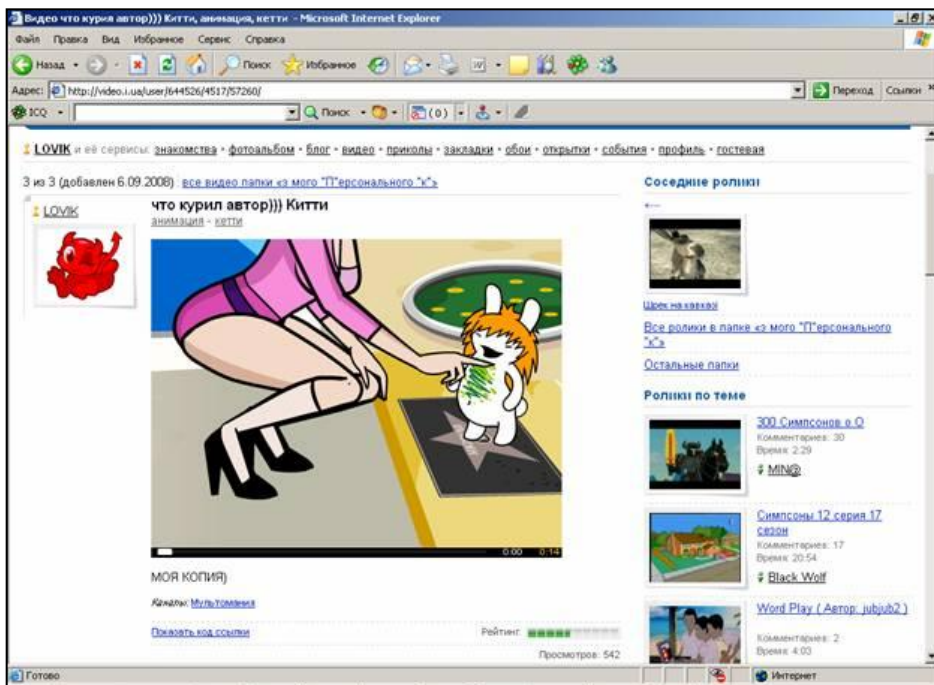 Видео что курил автор))) Китти, анимация, кетти - Microsoft Internet Explorer
Файл Правка Вид Избранное Сервис Справка
Назад Поиск Избранное
Адрес: http://video.i.ua/user/644526/4517/57260/ Переход Ссылки »
ICQ Поиск (0)
LOVIK и её сервисы: знакомства · фотоальбом · блог · видео · приколы · закладки · обои · открытки · события · профиль · гостевая
3 из 3 (добавлен 6.09.2008) : все видео папки «з мого "П"ерсонального "к"»
LOVIK
что курил автор))) Китти
анимация - кетти
0:00 0:14
МОЯ КОПИЯ)
Каналы: Мультомания
Показать код ссылки
Рейтинг:
Просмотров: 542
Соседние ролики
←
Шрек на кавказі
Все ролики в папке «з мого "П"ерсонального
"к"»
Остальные папки
Ролики по теме
300 Симпсонов о О
Комментариев: 30
Время: 2:29
MIN@
Симпсоны 12 серия 17
сезон
Комментариев: 17
Время: 20:54
Black Wolf
Word Play ( Автор: jubjub2 )
Комментариев: 2
Время: 4:03
Готово Интернет